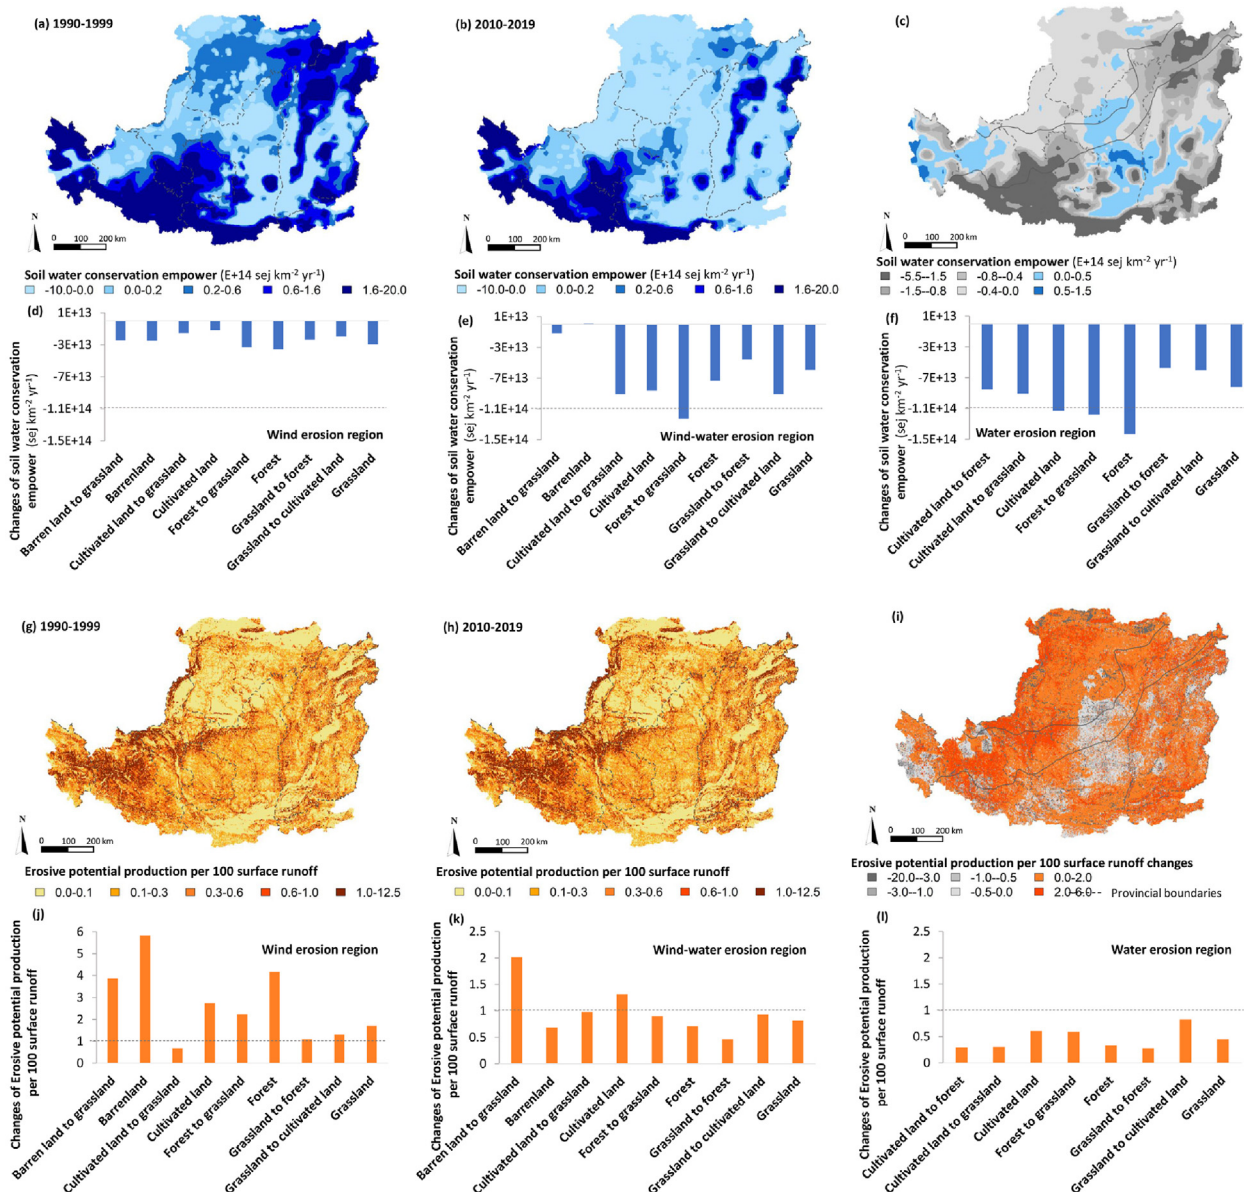 (a) 1990-1999
(b) 2010-2019
(c)
N
0 100 200 km
N
0 100 200 km
N
0 100 200 km
Soil water conservation empower (E+14 sej km⁻² yr⁻¹)
-10.0-0.0 0.0-0.2 0.2-0.6 0.6-1.6 1.6-20.0
Soil water conservation empower (E+14 sej km⁻² yr⁻¹)
-10.0-0.0 0.0-0.2 0.2-0.6 0.6-1.6 1.6-20.0
Soil water conservation empower (E+14 sej km⁻² yr⁻¹)
-5.5--1.5 -0.8--0.4 0.0-0.5
-1.5--0.8 -0.4-0.0 0.5-1.5
(d)
Changes of soil water conservation
empower (sej km⁻² yr⁻¹)
1E+13
-3E+13
-7E+13
-1.1E+14
-1.5E+14
Wind erosion region
Barren land to grassland
Barrenland
Cultivated land to grassland
Cultivated land
Forest to grassland
Forest
Grassland to forest
Grassland to cultivated land
Grassland
(e)
Changes of soil water conservation
empower (sej km⁻² yr⁻¹)
1E+13
-3E+13
-7E+13
-1.1E+14
-1.5E+14
Wind-water erosion region
Barren land to grassland
Barrenland
Cultivated land to grassland
Cultivated land
Forest to grassland
Forest
Grassland to forest
Grassland to cultivated land
Grassland
(f)
Changes of soil water conservation
empower (sej km⁻² yr⁻¹)
1E+13
-3E+13
-7E+13
-1.1E+14
-1.5E+14
Water erosion region
Cultivated land to forest
Cultivated land to grassland
Cultivated land
Forest to grassland
Forest
Grassland to forest
Grassland to cultivated land
Grassland
(g) 1990-1999
(h) 2010-2019
(i)
N
0 100 200 km
N
0 100 200 km
N
0 100 200 km
Erosive potential production per 100 surface runoff
0.0-0.1 0.1-0.3 0.3-0.6 0.6-1.0 1.0-12.5
Erosive potential production per 100 surface runoff
0.0-0.1 0.1-0.3 0.3-0.6 0.6-1.0 1.0-12.5
Erosive potential production per 100 surface runoff changes
-20.0--3.0 -1.0--0.5 0.0-2.0
-3.0--1.0 -0.5-0.0 2.0-6.0 Provincial boundaries
(j)
Changes of Erosive potential production
per 100 surface runoff
6
5
4
3
2
1
0
Wind erosion region
Barren land to grassland
Barrenland
Cultivated land to grassland
Cultivated land
Forest to grassland
Forest
Grassland to forest
Grassland to cultivated land
Grassland
(k)
Changes of Erosive potential production
per 100 surface runoff
2.5
2
1.5
1
0.5
0
Wind-water erosion region
Barren land to grassland
Barrenland
Cultivated land to grassland
Cultivated land
Forest to grassland
Forest
Grassland to forest
Grassland to cultivated land
Grassland
(l)
Changes of Erosive potential production
per 100 surface runoff
2.5
2
1.5
1
0.5
0
Water erosion region
Cultivated land to forest
Cultivated land to grassland
Cultivated land
Forest to grassland
Forest
Grassland to forest
Grassland to cultivated land
Grassland